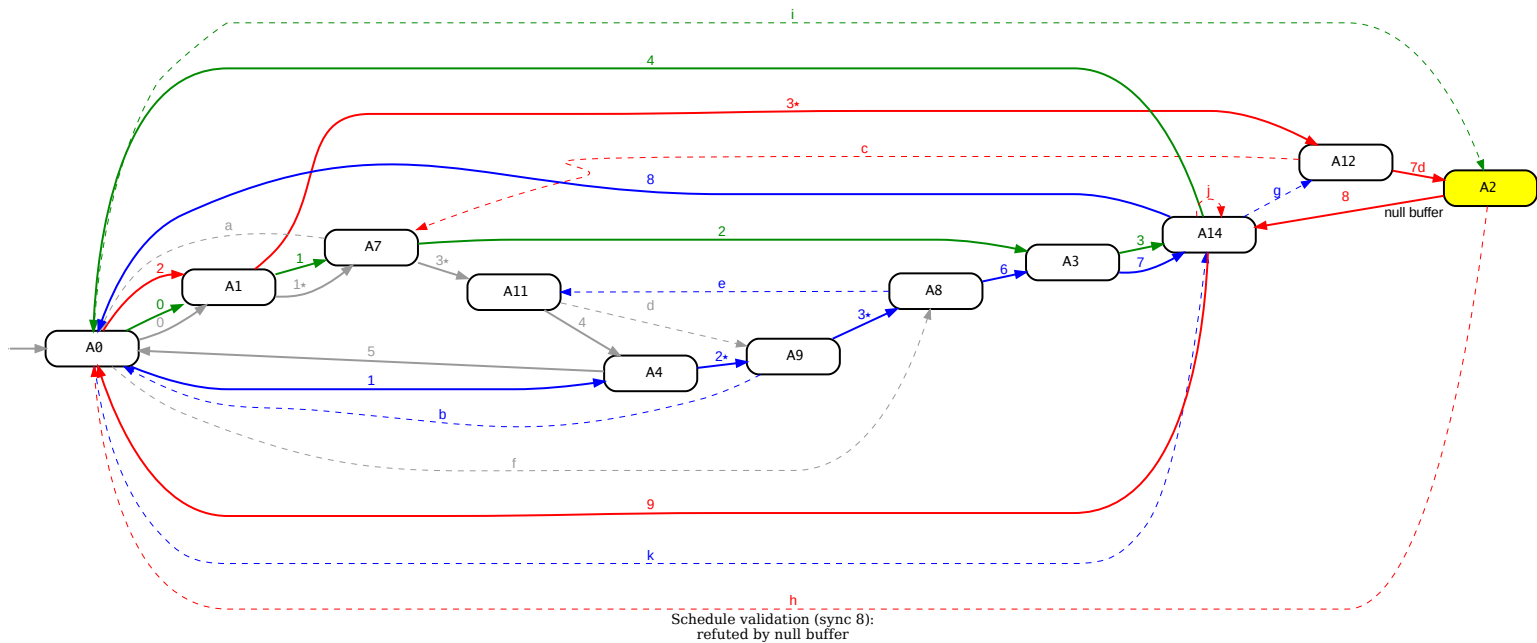 i
4
3★
c
A12
7d
A2
8
null buffer
8
j
g
A14
a
A7
2
3
7
A3
6
2
1
1★
A1
3★
A11
e
A8
d
0
0
4
3★
A0
5
A4
2★
A9
1
b
f
9
k
h
Schedule validation (sync 8):
refuted by null buffer